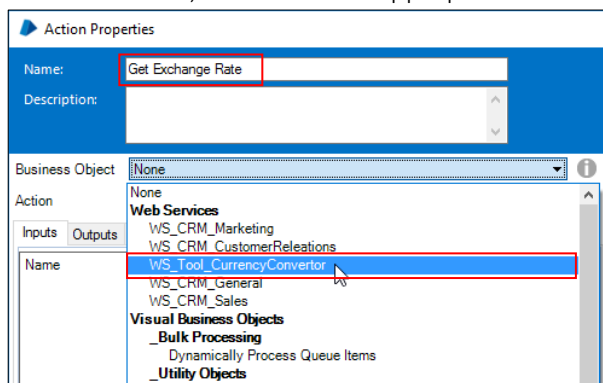 Action Properties
Name: Get Exchange Rate
Description:
Business Object None
Action None
Web Services
Inputs Outputs WS_CRM_Marketing
WS_CRM_CustomerReleations
Name WS_Tool_CurrencyConvertor
WS_CRM_General
WS_CRM_Sales
Visual Business Objects
_Bulk Processing
Dynamically Process Queue Items
_Utility Objects